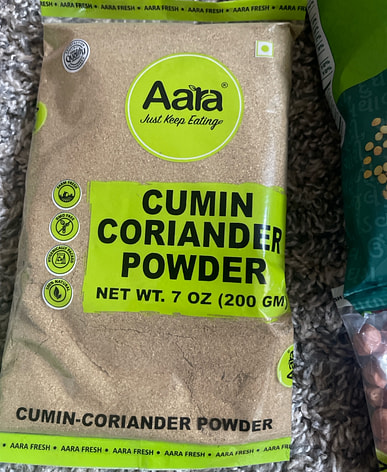 AARA FRESH • AARA FRESH • AARA FRESH • AARA FRESH
Aara®
Just Keep Eating
CUMIN
CORIANDER
POWDER
NET WT. 7 OZ (200 GM)
Aara
CUMIN-CORIANDER POWDER
AARA FRESH • AARA FRESH • AARA FRESH • AARA FRESH • AARA FRESH